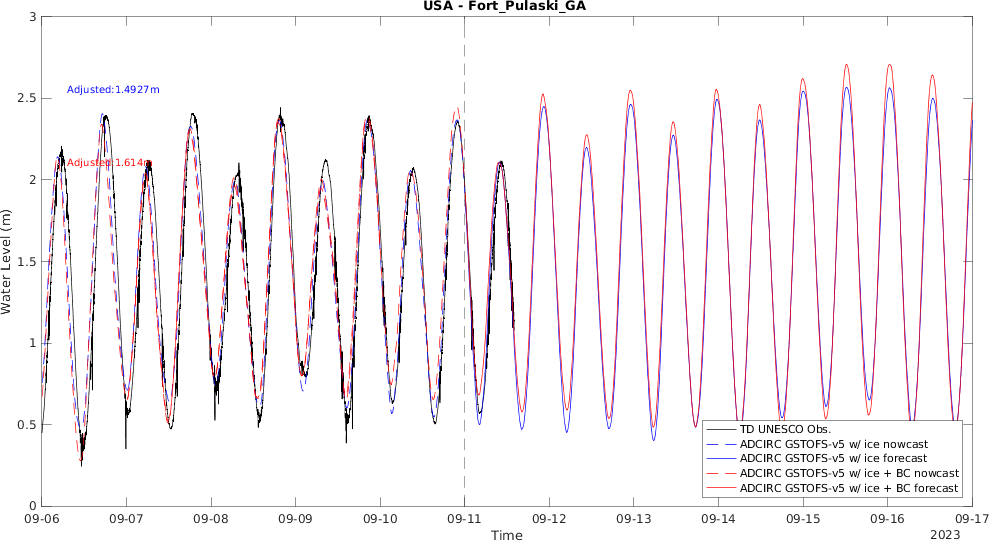 USA - Fort_Pulaski_GA
3
2.5
2
1.5
1
0.5
0
Water Level (m)
Adjusted:1.4927m
Adjusted:1.614m
TD UNESCO Obs.
ADCIRC GSTOFS-v5 w/ ice nowcast
ADCIRC GSTOFS-v5 w/ ice forecast
ADCIRC GSTOFS-v5 w/ ice + BC nowcast
ADCIRC GSTOFS-v5 w/ ice + BC forecast
09-06 09-07 09-08 09-09 09-10 09-11 09-12 09-13 09-14 09-15 09-16 09-17
Time
2023